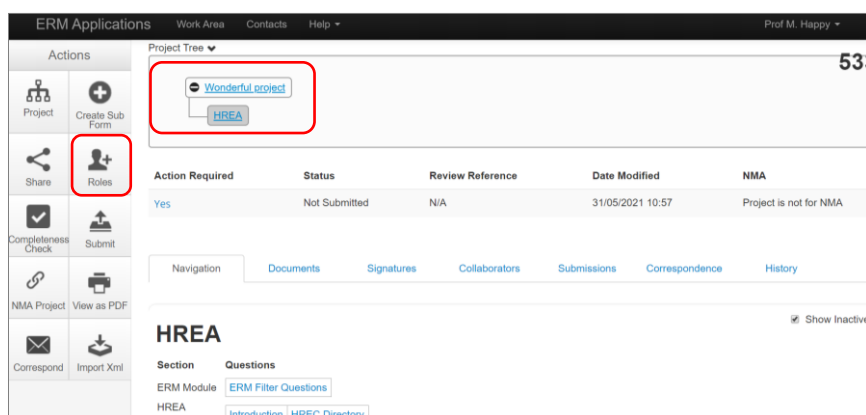 ERM Applications Work Area Contacts Help Prof M. Happy
Actions
Project Tree
Project
Create Sub Form
Share
Roles
Completeness Check
Submit
NMA Project
View as PDF
Correspond
Import Xml
Wonderful project
HREA
Action Required Status Review Reference Date Modified NMA
Yes Not Submitted N/A 31/05/2021 10:57 Project is not for NMA
Navigation Documents Signatures Collaborators Submissions Correspondence History
Show Inactive
HREA
Section Questions
ERM Module ERM Filter Questions
HREA
Introduction HREC Directory